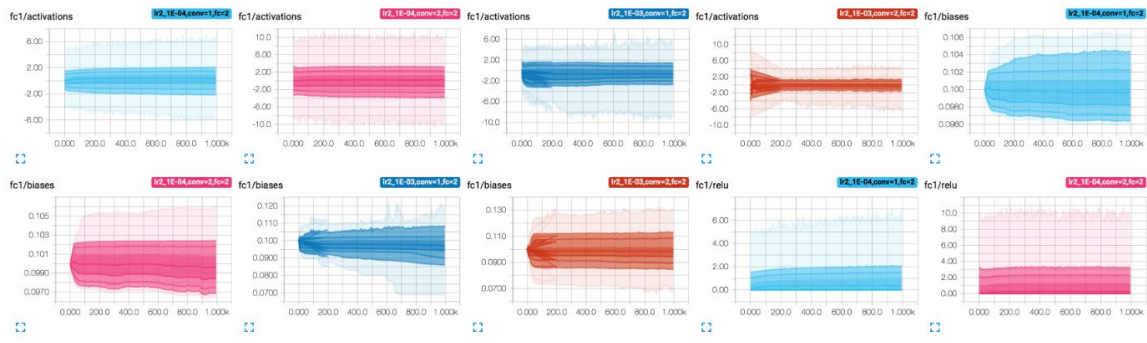 fc1/activations lr2_1E-04,conv=1,fc=2
6.00
2.00
-2.00
-6.00
0.000 200.0 400.0 600.0 800.0 1.000k
fc1/activations lr2_1E-04,conv=2,fc=2
10.0
6.00
2.00
-2.00
-6.00
-10.0
0.000 200.0 400.0 600.0 800.0 1.000k
fc1/activations lr2_1E-03,conv=1,fc=2
6.00
2.00
-2.00
-6.00
-10.0
0.000 200.0 400.0 600.0 800.0 1.000k
fc1/activations lr2_1E-03,conv=2,fc=2
10.0
6.00
2.00
-2.00
-6.00
-10.0
0.000 200.0 400.0 600.0 800.0 1.000k
fc1/biases lr2_1E-04,conv=1,fc=2
0.106
0.104
0.102
0.100
0.0980
0.0960
0.000 200.0 400.0 600.0 800.0 1.000k
fc1/biases lr2_1E-04,conv=2,fc=2
0.105
0.103
0.101
0.0990
0.0970
0.000 200.0 400.0 600.0 800.0 1.000k
fc1/biases lr2_1E-03,conv=1,fc=2
0.120
0.110
0.100
0.0900
0.0800
0.0700
0.000 200.0 400.0 600.0 800.0 1.000k
fc1/biases lr2_1E-03,conv=2,fc=2
0.130
0.110
0.0900
0.0700
0.000 200.0 400.0 600.0 800.0 1.000k
fc1/relu lr2_1E-04,conv=1,fc=2
6.00
4.00
2.00
0.00
0.000 200.0 400.0 600.0 800.0 1.000k
fc1/relu lr2_1E-04,conv=2,fc=2
10.0
8.00
6.00
4.00
2.00
0.00
0.000 200.0 400.0 600.0 800.0 1.000k